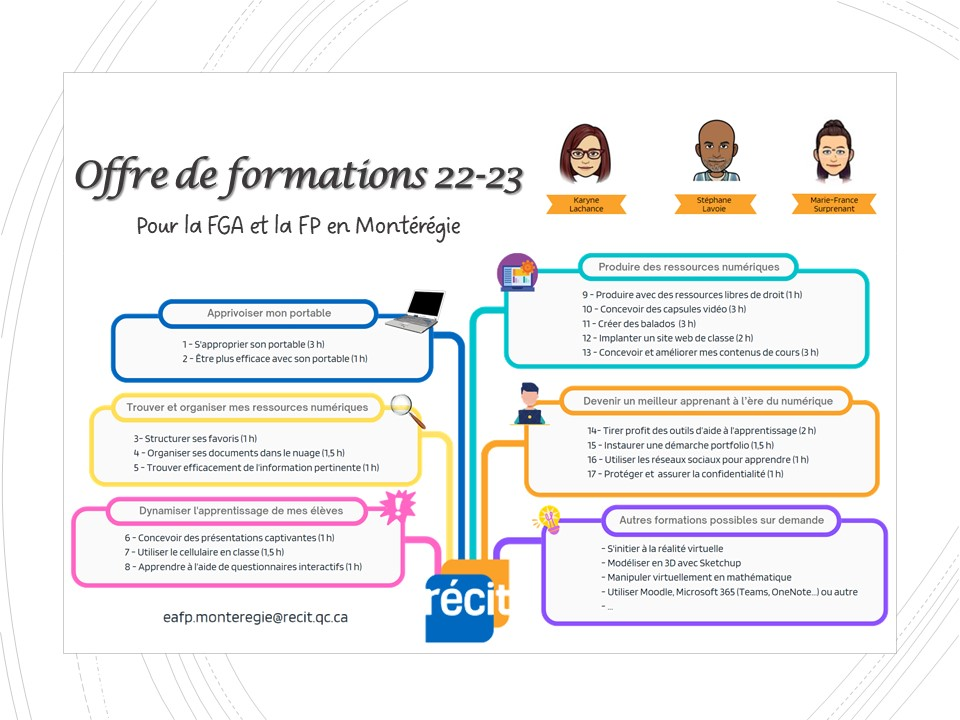 Offre de formations 22-23
Pour la FGA et la FP en Montérégie
Karyne
Lachance
Stéphane
Lavoie
Marie-France
Surprenant
Apprivoiser mon portable
1 - S'approprier son portable (3 h)
2 - Être plus efficace avec son portable (1 h)
Trouver et organiser mes ressources numériques
3- Structurer ses favoris (1 h)
4 - Organiser ses documents dans le nuage (1,5 h)
5 - Trouver efficacement de l'information pertinente (1 h)
Dynamiser l'apprentissage de mes élèves
6 - Concevoir des présentations captivantes (1 h)
7 - Utiliser le cellulaire en classe (1,5 h)
8 - Apprendre à l'aide de questionnaires interactifs (1 h)
eafp.monteregie@recit.qc.ca
récit
Produire des ressources numériques
9 - Produire avec des ressources libres de droit (1 h)
10 - Concevoir des capsules vidéo (3 h)
11 - Créer des balados (3 h)
12 - Implanter un site web de classe (2 h)
13 - Concevoir et améliorer mes contenus de cours (3 h)
Devenir un meilleur apprenant à l'ère du numérique
14- Tirer profit des outils d'aide à l'apprentissage (2 h)
15 - Instaurer une démarche portfolio (1,5 h)
16 - Utiliser les réseaux sociaux pour apprendre (1 h)
17 - Protéger et assurer la confidentialité (1 h)
Autres formations possibles sur demande
- S'initier à la réalité virtuelle
- Modéliser en 3D avec Sketchup
- Manipuler virtuellement en mathématique
- Utiliser Moodle, Microsoft 365 (Teams, OneNote...) ou autre
- ...